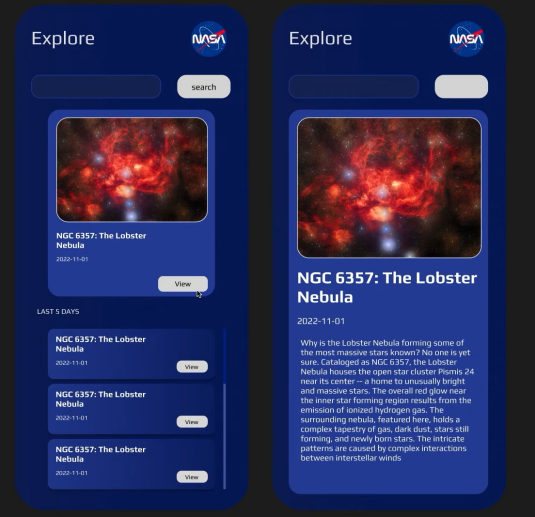 Explore
NASA
search
NGC 6357: The Lobster
Nebula
2022-11-01
View
LAST 5 DAYS
NGC 6357: The Lobster
Nebula
2022-11-01
View
NGC 6357: The Lobster
Nebula
2022-11-01
View
NGC 6357: The Lobster
Nebula
2022-11-01
View
Explore
NASA
NGC 6357: The Lobster
Nebula
2022-11-01
Why is the Lobster Nebula forming some of
the most massive stars known? No one is yet
sure. Cataloged as NGC 6357, the Lobster
Nebula houses the open star cluster Pismis 24
near its center -- a home to unusually bright
and massive stars. The overall red glow near
the inner star forming region results from the
emission of ionized hydrogen gas. The
surrounding nebula, featured here, holds a
complex tapestry of gas, dark dust, stars still
forming, and newly born stars. The intricate
patterns are caused by complex interactions
between interstellar winds